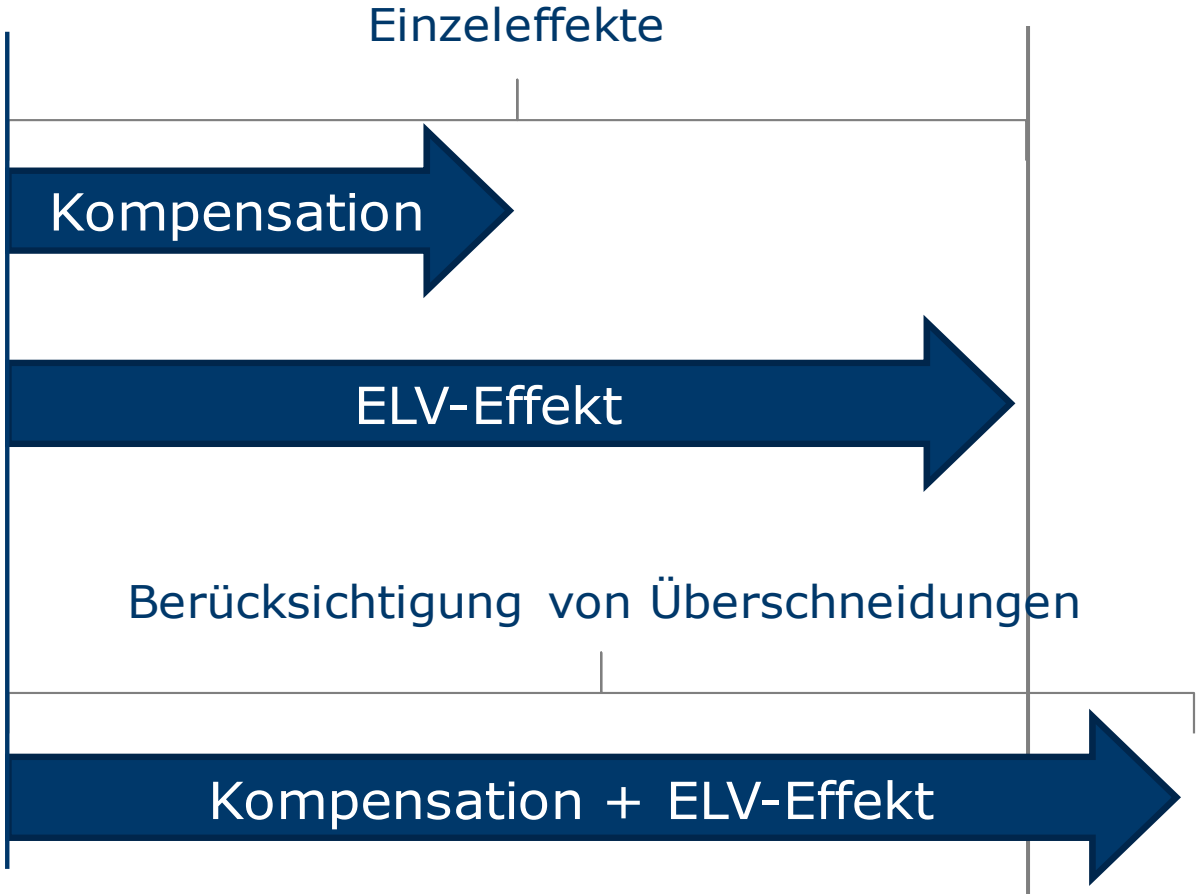 Einzeleffekte
Kompensation
ELV-Effekt
Berücksichtigung von Überschneidungen
Kompensation + ELV-Effekt